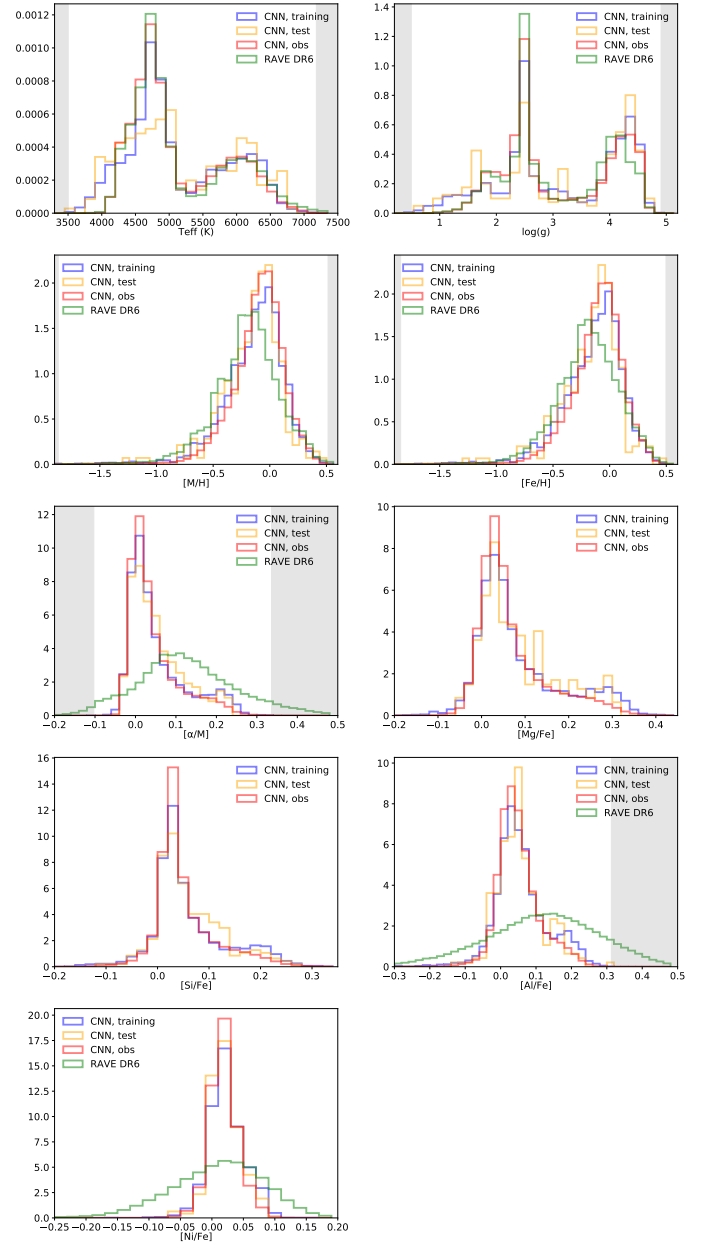 0.0012
0.0010
0.0008
0.0006
0.0004
0.0002
0.0000
CNN, training
CNN, test
CNN, obs
RAVE DR6
3500 4000 4500 5000 5500 6000 6500 7000 7500
Teff (K)
1.4
1.2
1.0
0.8
0.6
0.4
0.2
0.0
CNN, training
CNN, test
CNN, obs
RAVE DR6
1 2 3 4 5
log(g)
2.0
1.5
1.0
0.5
0.0
CNN, training
CNN, test
CNN, obs
RAVE DR6
−1.5 −1.0 −0.5 0.0 0.5
[M/H]
2.0
1.5
1.0
0.5
0.0
CNN, training
CNN, test
CNN, obs
RAVE DR6
−1.5 −1.0 −0.5 0.0 0.5
[Fe/H]
12
10
8
6
4
2
0
CNN, training
CNN, test
CNN, obs
RAVE DR6
−0.2 −0.1 0.0 0.1 0.2 0.3 0.4 0.5
[α/M]
10
8
6
4
2
0
CNN, training
CNN, test
CNN, obs
−0.2 −0.1 0.0 0.1 0.2 0.3 0.4
[Mg/Fe]
16
14
12
10
8
6
4
2
0
CNN, training
CNN, test
CNN, obs
−0.2 −0.1 0.0 0.1 0.2 0.3
[Si/Fe]
10
8
6
4
2
0
CNN, training
CNN, test
CNN, obs
RAVE DR6
−0.3 −0.2 −0.1 0.0 0.1 0.2 0.3 0.4 0.5
[Al/Fe]
20.0
17.5
15.0
12.5
10.0
7.5
5.0
2.5
0.0
CNN, training
CNN, test
CNN, obs
RAVE DR6
−0.25 −0.20 −0.15 −0.10 −0.05 0.00 0.05 0.10 0.15 0.20
[Ni/Fe]